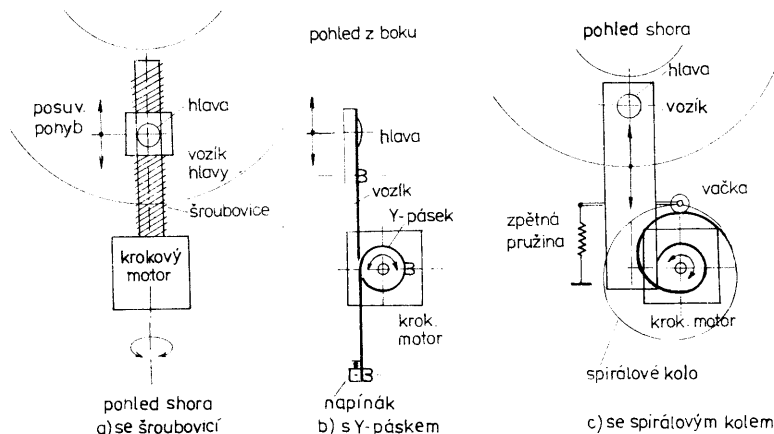 posuv.
pohyb
hlava
vozík
hlavy
šroubovice
krokový
motor
pohled shora
a) se šroubovicí
pohled z boku
hlava
vozík
Y-pásek
krok.
motor
napínák
b) s Y-páskem
pohled shora
hlava
vozík
vačka
zpětná
pružina
krok. motor
spirálové kolo
c) se spirálovým kolem